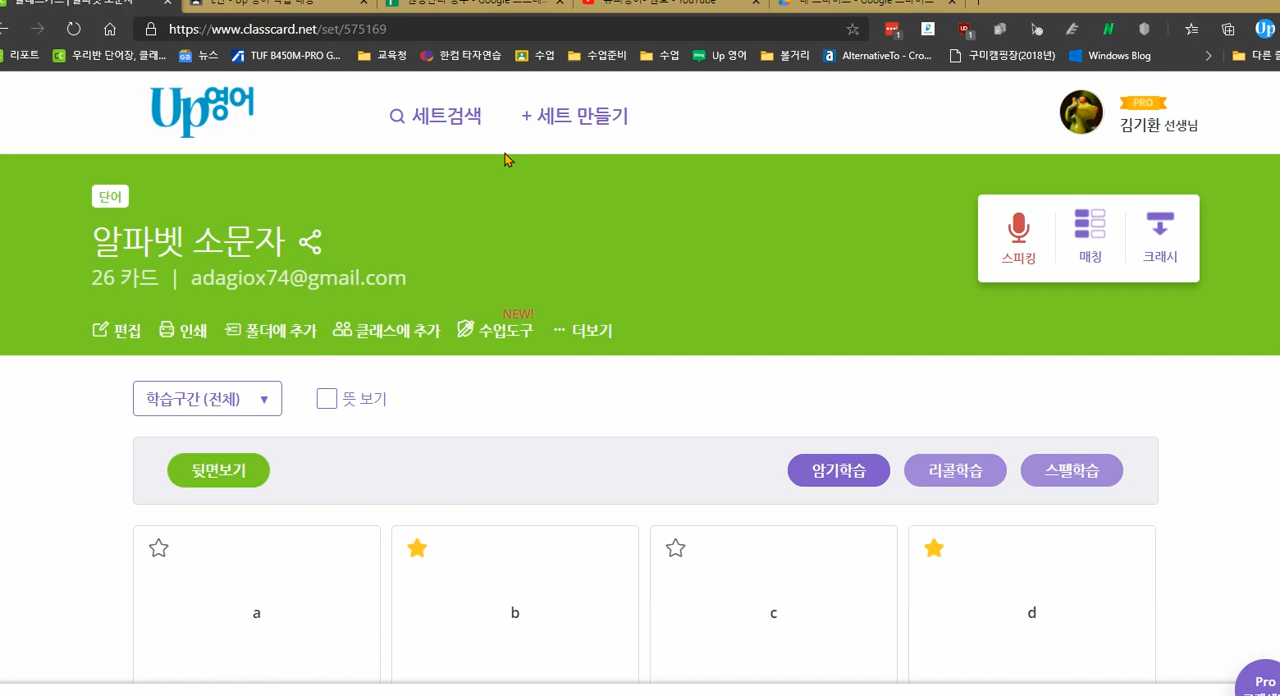 https://www.classcard.net/set/575169
리포트 우리반 단어장, 클래... 뉴스 TUF B450M-PRO G... 교육청 한컴 타자연습 수업 수업준비 수업 Up 영어 볼거리 AlternativeTo - Cro... 구미캠핑장(2018년) Windows Blog
Up영어 세트검색 + 세트 만들기 PRO
김기환 선생님
단어
알파벳 소문자
26 카드 | adagiox74@gmail.com
스피킹 매칭 크래시
NEW!
편집 인쇄 폴더에 추가 클래스에 추가 수업도구 ··· 더보기
학습구간 (전체) ▼ 뜻 보기
뒷면보기 암기학습 리콜학습 스펠학습
a b c d
Pro